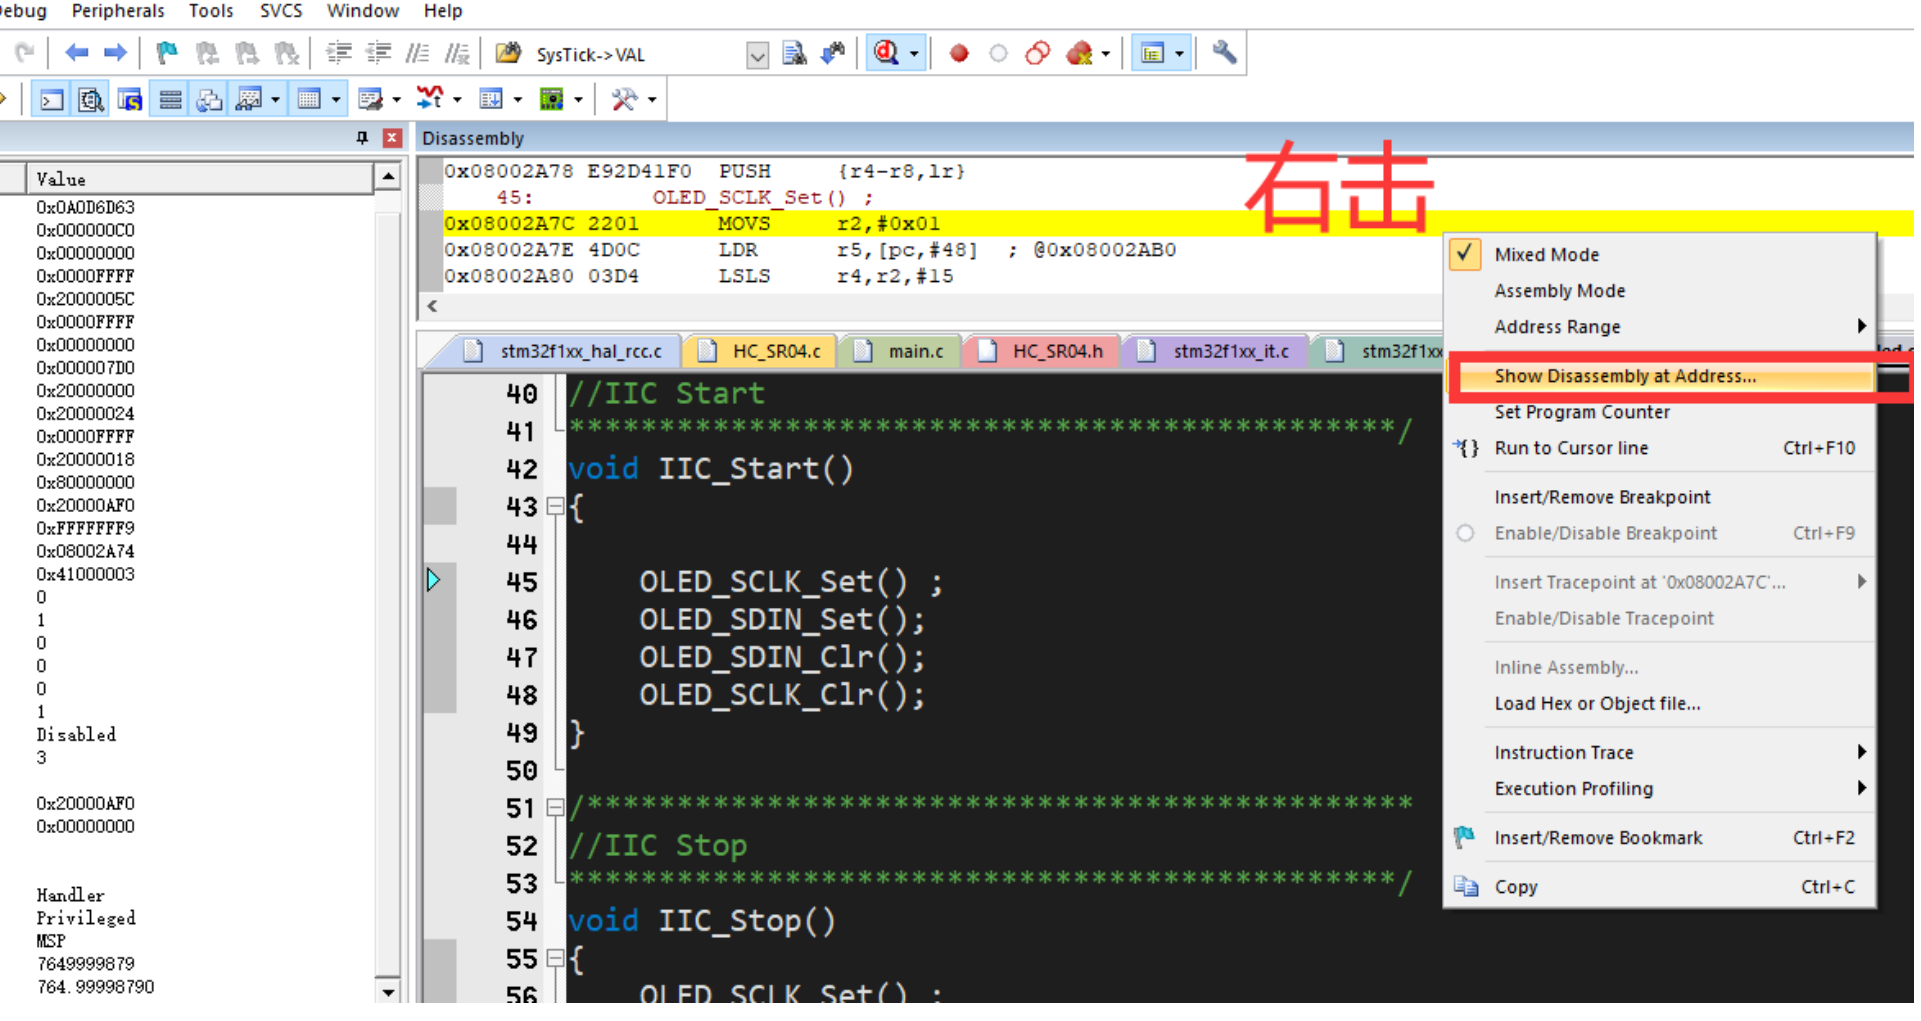 Debug Peripherals Tools SVCS Window Help
SysTick->VAL
Disassembly
Value
0x0A0D6D63
0x000000C0
0x00000000
0x0000FFFF
0x2000005C
0x0000FFFF
0x00000000
0x000007D0
0x20000000
0x20000024
0x0000FFFF
0x20000018
0x80000000
0x20000AF0
0xFFFFFFF9
0x08002A74
0x41000003
0
1
0
0
0
1
Disabled
3
0x20000AF0
0x00000000
Handler
Privileged
MSP
7649999879
764.99998790
0x08002A78 E92D41F0 PUSH {r4-r8,lr}
45: OLED_SCLK_Set() ;
0x08002A7C 2201 MOVS r2,#0x01
0x08002A7E 4D0C LDR r5,[pc,#48] ; @0x08002AB0
0x08002A80 03D4 LSLS r4,r2,#15
右击
stm32f1xx_hal_rcc.c HC_SR04.c main.c HC_SR04.h stm32f1xx_it.c stm32f1xx
40 //IIC Start
41 **********************************************/
42 void IIC_Start()
43 {
44
45 OLED_SCLK_Set() ;
46 OLED_SDIN_Set();
47 OLED_SDIN_Clr();
48 OLED_SCLK_Clr();
49 }
50
51 /**********************************************
52 //IIC Stop
53 **********************************************/
54 void IIC_Stop()
55 {
56 OLED_SCLK_Set() ;
Mixed Mode
Assembly Mode
Address Range
Show Disassembly at Address...
Set Program Counter
Run to Cursor line Ctrl+F10
Insert/Remove Breakpoint
Enable/Disable Breakpoint Ctrl+F9
Insert Tracepoint at '0x08002A7C'...
Enable/Disable Tracepoint
Inline Assembly...
Load Hex or Object file...
Instruction Trace
Execution Profiling
Insert/Remove Bookmark Ctrl+F2
Copy Ctrl+C